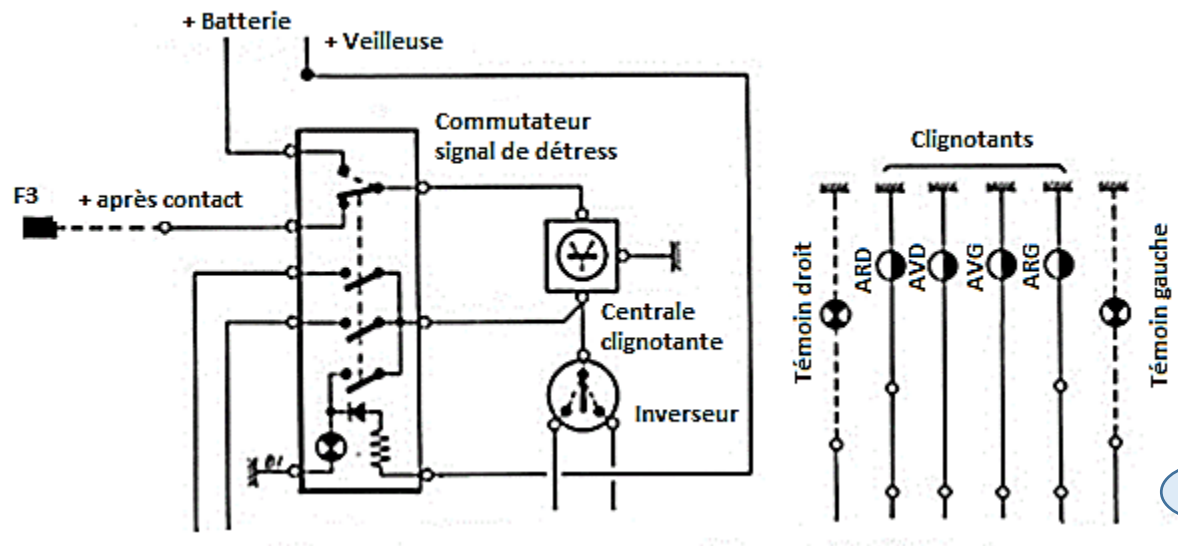 + Batterie
+ Veilleuse
Commutateur
signal de détress
F3
+ après contact
Centrale
clignotante
Inverseur
Clignotants
Témoin droit
ARD
AVD
AVG
ARG
Témoin gauche